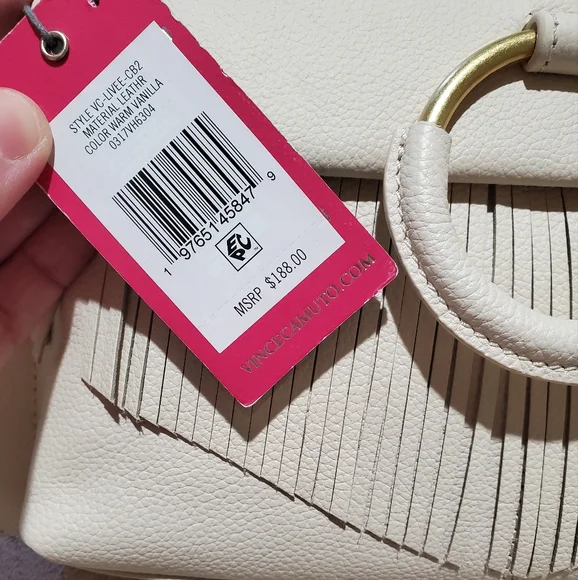 STYLE VC-LIVEE-CB2
MATERIAL LEATHR
COLOR WARM VANILLA
0317VH6304
1 97651 45847 9
EPC
MSRP $188.00
VINCECAMUTO.COM